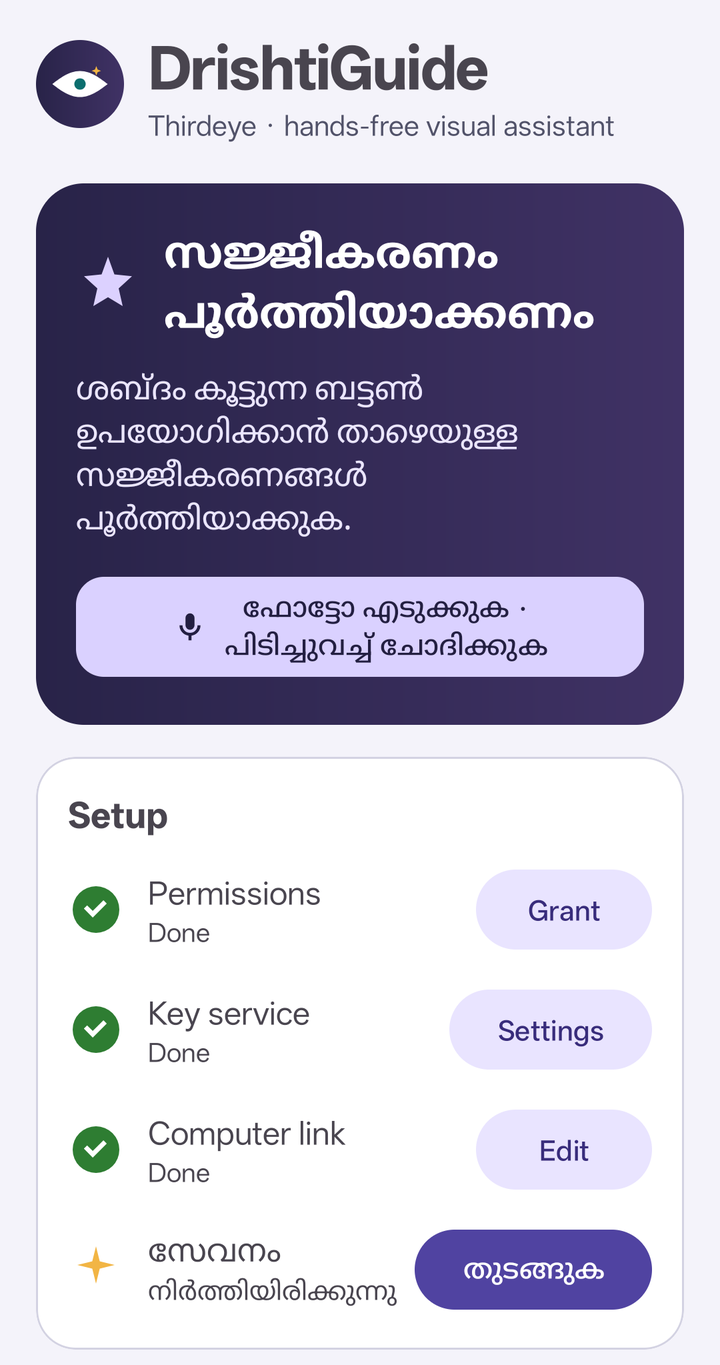 DrishtiGuide
Thirdeye · hands-free visual assistant
സജ്ജീകരണം
പൂർത്തിയാക്കണം
ശബ്ദം കൂട്ടുന്ന ബട്ടൺ
ഉപയോഗിക്കാൻ താഴെയുള്ള
സജ്ജീകരണങ്ങൾ
പൂർത്തിയാക്കുക.
ഫോട്ടോ എടുക്കുക ·
പിടിച്ചുവച്ച് ചോദിക്കുക
Setup
Permissions
Done
Grant
Key service
Done
Settings
Computer link
Done
Edit
സേവനം
നിർത്തിയിരിക്കുന്നു
തുടങ്ങുക